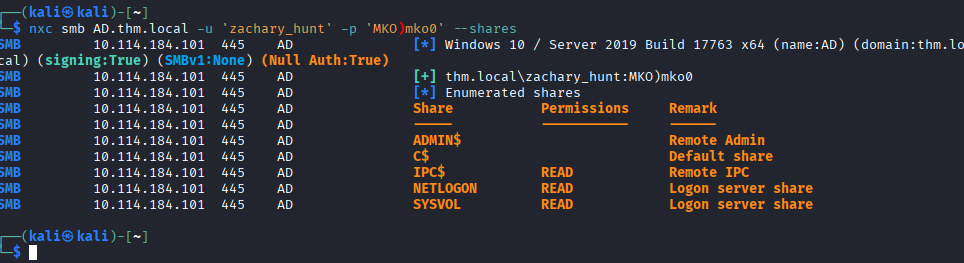 ┌──(kali㉿kali)-[~]
└─$ nxc smb AD.thm.local -u 'zachary_hunt' -p 'MKO)mko0' --shares
SMB         10.114.184.101  445    AD               [*] Windows 10 / Server 2019 Build 17763 x64 (name:AD) (domain:thm.lo
cal) (signing:True) (SMBv1:None) (Null Auth:True)
SMB         10.114.184.101  445    AD               [+] thm.local\zachary_hunt:MKO)mko0
SMB         10.114.184.101  445    AD               [*] Enumerated shares
SMB         10.114.184.101  445    AD               Share           Permissions     Remark
SMB         10.114.184.101  445    AD               -----           -----------     ------
SMB         10.114.184.101  445    AD               ADMIN$                          Remote Admin
SMB         10.114.184.101  445    AD               C$                              Default share
SMB         10.114.184.101  445    AD               IPC$            READ            Remote IPC
SMB         10.114.184.101  445    AD               NETLOGON        READ            Logon server share
SMB         10.114.184.101  445    AD               SYSVOL          READ            Logon server share
┌──(kali㉿kali)-[~]
└─$